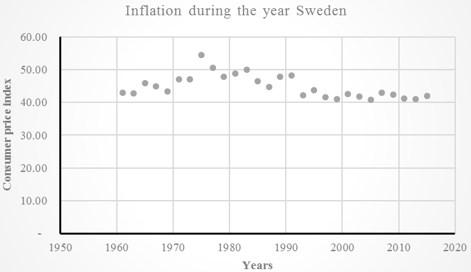 Inflation during the year Sweden
Consumer price index
60.00
50.00
40.00
30.00
20.00
10.00
-
1950 1960 1970 1980 1990 2000 2010 2020
Years